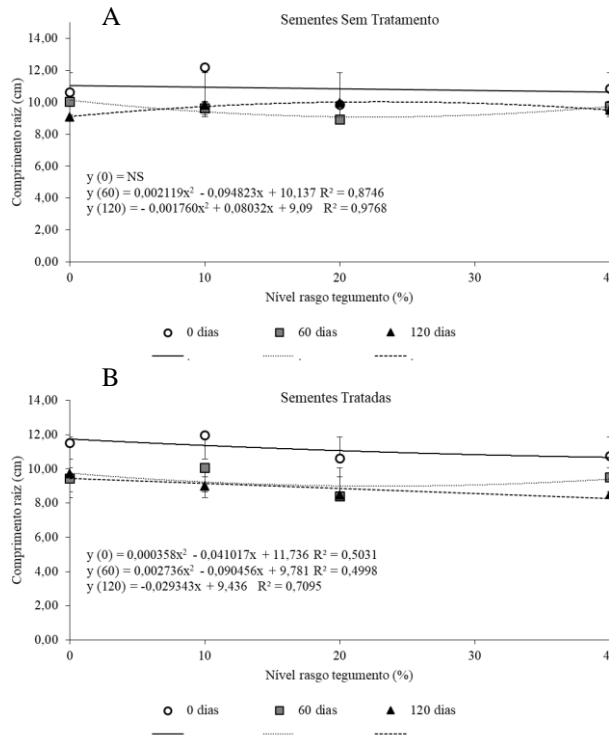 A
Sementes Sem Tratamento
14,00
12,00
10,00
8,00
6,00
4,00
2,00
0,00
Comprimento raíz (cm)
y (0) = NS
y (60) = 0,002119x² - 0,094823x + 10,137 R² = 0,8746
y (120) = - 0,001760x² + 0,08032x + 9,09 R² = 0,9768
0 10 20 30 4
Nível rasgo tegumento (%)
0 dias 60 dias 120 dias
. . .
B
Sementes Tratadas
14,00
12,00
10,00
8,00
6,00
4,00
2,00
0,00
Comprimento raíz (cm)
y (0) = 0,000358x² - 0,041017x + 11,736 R² = 0,5031
y (60) = 0,002736x² - 0,090456x + 9,781 R² = 0,4998
y (120) = -0,029343x + 9,436 R² = 0,7095
0 10 20 30 4
Nível rasgo tegumento (%)
0 dias 60 dias 120 dias
. . .